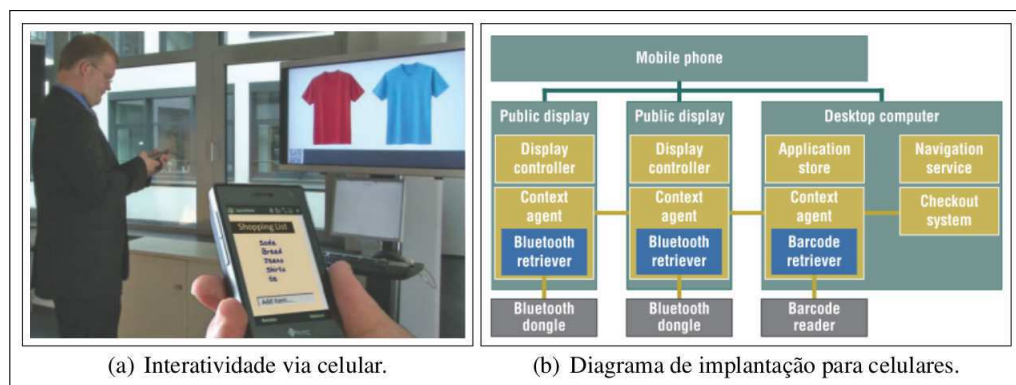 Shopping List
Soda
Bread
Jeans
Shirts
tie
Add item...
(a) Interatividade via celular.
Mobile phone
Public display
Public display
Desktop computer
Display
controller
Display
controller
Application
store
Navigation
service
Context
agent
Context
agent
Context
agent
Checkout
system
Bluetooth
retriever
Bluetooth
retriever
Barcode
retriever
Bluetooth
dongle
Bluetooth
dongle
Barcode
reader
(b) Diagrama de implantação para celulares.